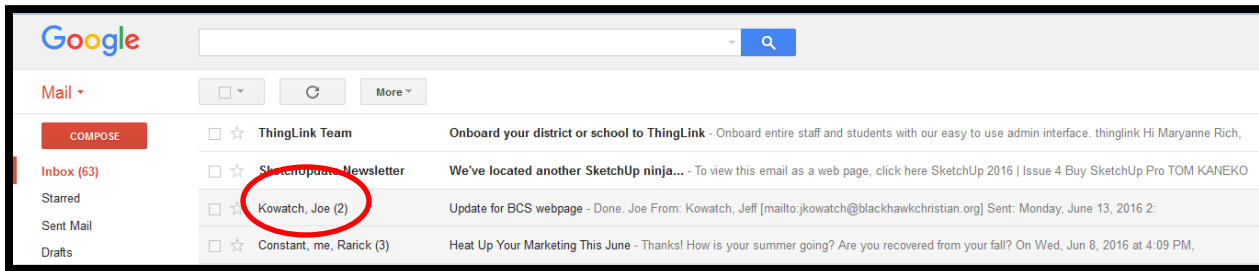 Google
Mail
More
COMPOSE
ThingLink Team Onboard your district or school to ThingLink - Onboard entire staff and students with our easy to use admin interface. thinglink Hi Maryanne Rich,
Inbox (63)
SketchUpdate Newsletter We've located another SketchUp ninja... - To view this email as a web page, click here SketchUp 2016 | Issue 4 Buy SketchUp Pro TOM KANEKO
Starred
Kowatch, Joe (2) Update for BCS webpage - Done. Joe From: Kowatch, Jeff [mailto:jkowatch@blackhawkchristian.org] Sent: Monday, June 13, 2016 2:
Sent Mail
Constant, me, Rarick (3) Heat Up Your Marketing This June - Thanks! How is your summer going? Are you recovered from your fall? On Wed, Jun 8, 2016 at 4:09 PM,
Drafts